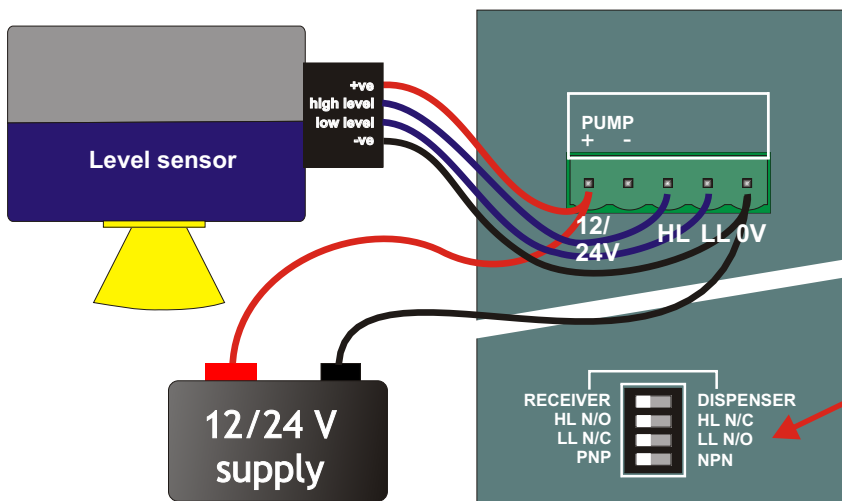 +ve
high level
low level
-ve
Level sensor
PUMP
+ -
12/
24V
HL LL 0V
12/24 V
supply
RECEIVER DISPENSER
HL N/O HL N/C
LL N/C LL N/O
PNP NPN